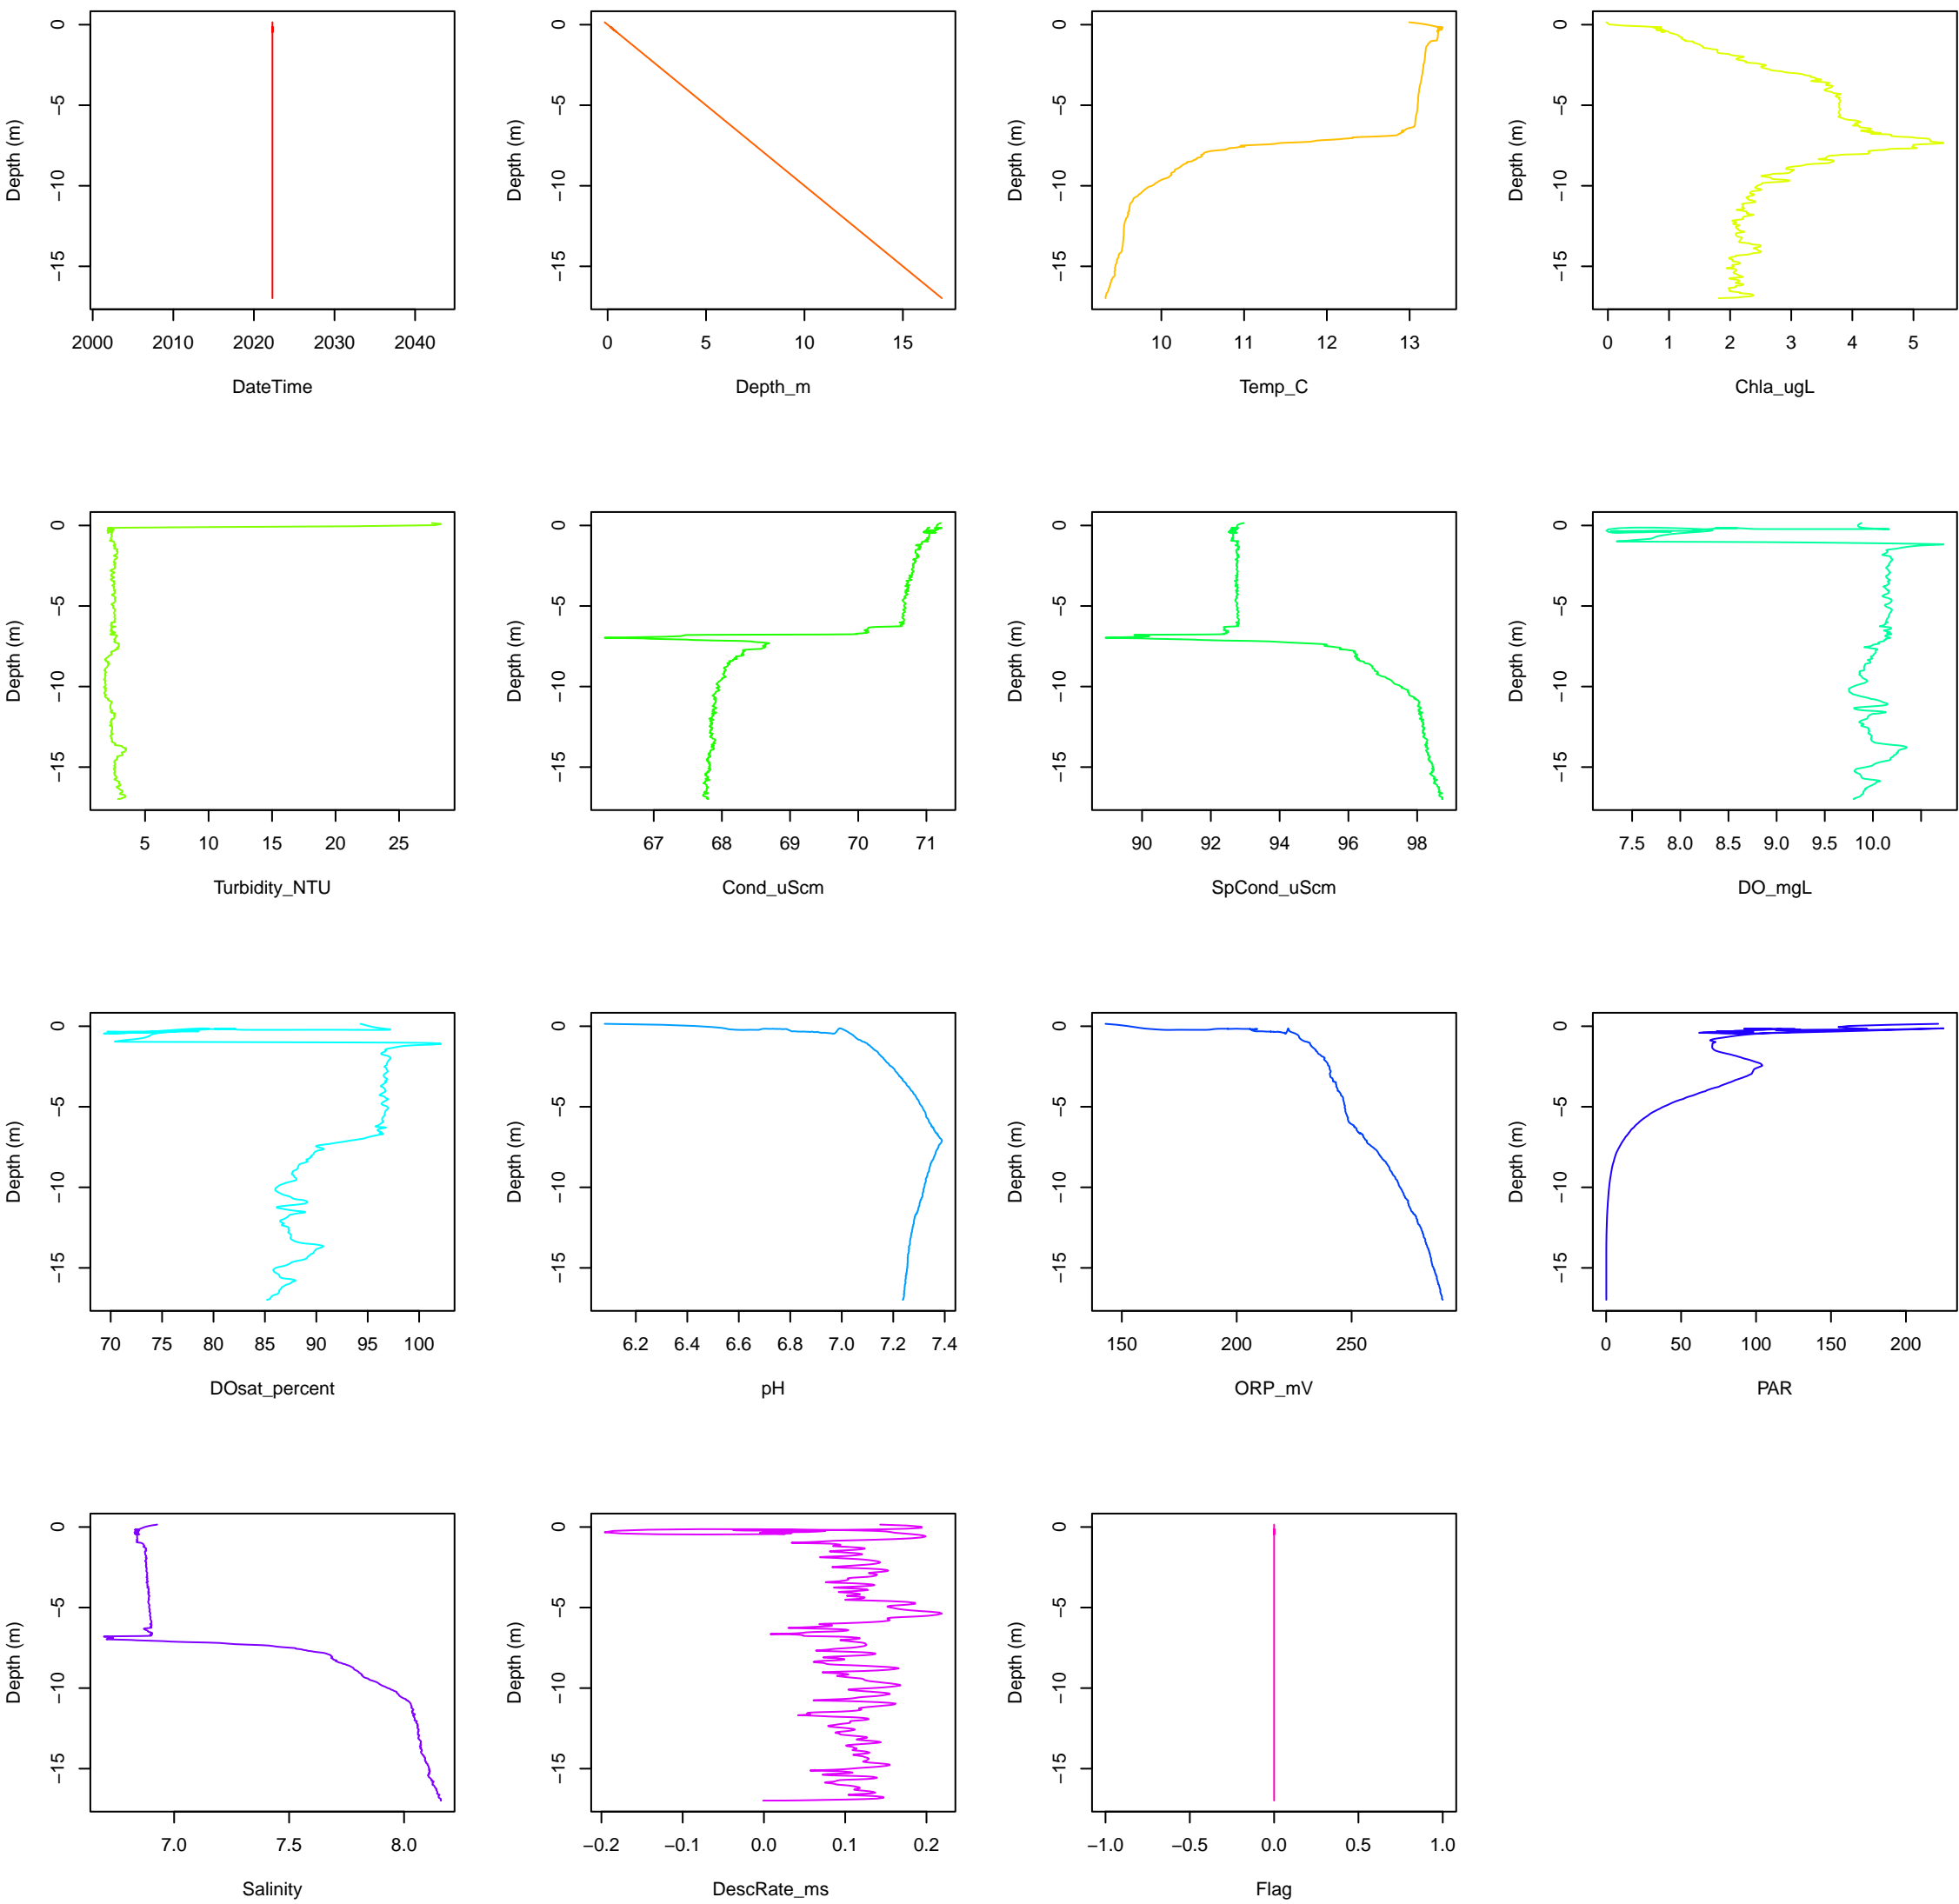 0
−5
−10
−15
Depth (m)
2000 2010 2020 2030 2040
DateTime
0
−5
−10
−15
Depth (m)
0 5 10 15
Depth_m
0
−5
−10
−15
Depth (m)
10 11 12 13
Temp_C
0
−5
−10
−15
Depth (m)
0 1 2 3 4 5
Chla_ugL
0
−5
−10
−15
Depth (m)
5 10 15 20 25
Turbidity_NTU
0
−5
−10
−15
Depth (m)
67 68 69 70 71
Cond_uScm
0
−5
−10
−15
Depth (m)
90 92 94 96 98
SpCond_uScm
0
−5
−10
−15
Depth (m)
7.5 8.0 8.5 9.0 9.5 10.0
DO_mgL
0
−5
−10
−15
Depth (m)
70 75 80 85 90 95 100
DOsat_percent
0
−5
−10
−15
Depth (m)
6.2 6.4 6.6 6.8 7.0 7.2 7.4
pH
0
−5
−10
−15
Depth (m)
150 200 250
ORP_mV
0
−5
−10
−15
Depth (m)
0 50 100 150 200
PAR
0
−5
−10
−15
Depth (m)
7.0 7.5 8.0
Salinity
0
−5
−10
−15
Depth (m)
−0.2 −0.1 0.0 0.1 0.2
DescRate_ms
0
−5
−10
−15
Depth (m)
−1.0 −0.5 0.0 0.5 1.0
Flag